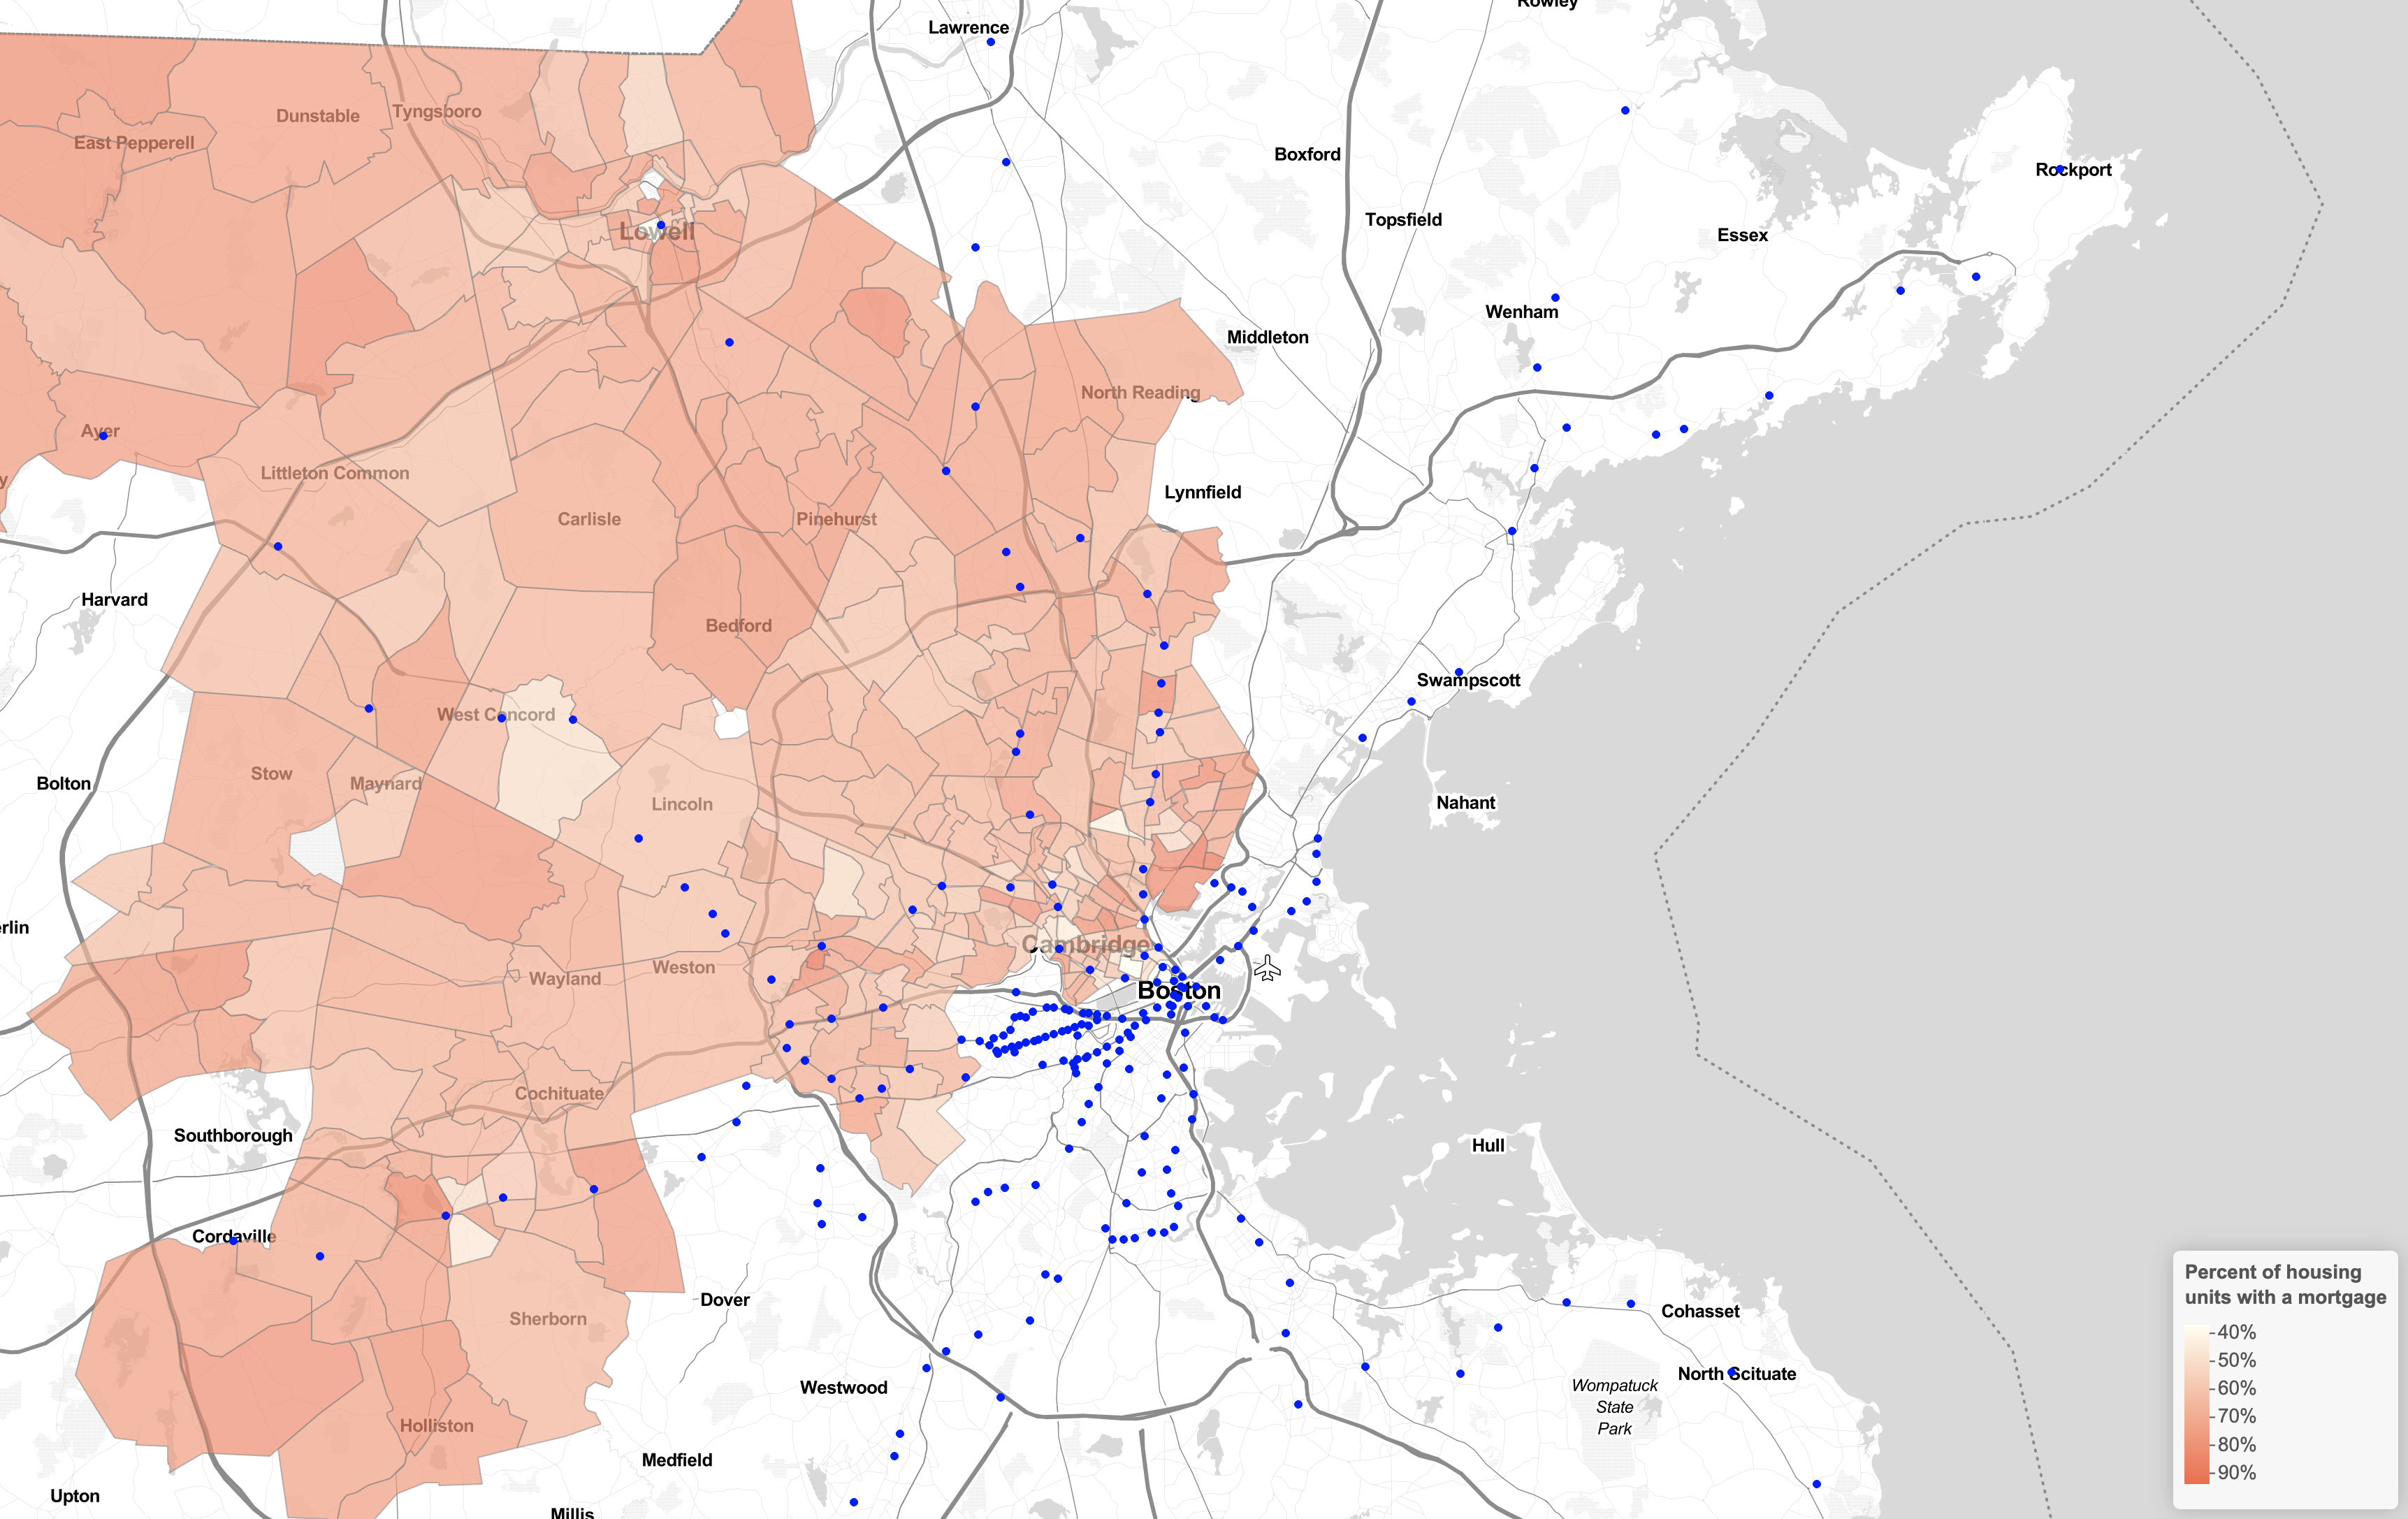 Rowley
Lawrence
Tyngsboro
Dunstable
East Pepperell
Boxford
Rockport
Topsfield
Lowell
Essex
Wenham
Middleton
North Reading
Ayer
Littleton Common
y
Lynnfield
Carlisle
Pinehurst
Harvard
Bedford
Swampscott
West Concord
Stow
Maynard
Bolton
Lincoln
Nahant
erlin
Cambridge
Weston
Wayland
Boston
Cochituate
Southborough
Hull
Cordaville
Dover
Cohasset
Sherborn
North Scituate
Westwood
Wompatuck
State
Park
Holliston
Medfield
Upton
Millis
Percent of housing
units with a mortgage
40%
50%
60%
70%
80%
90%